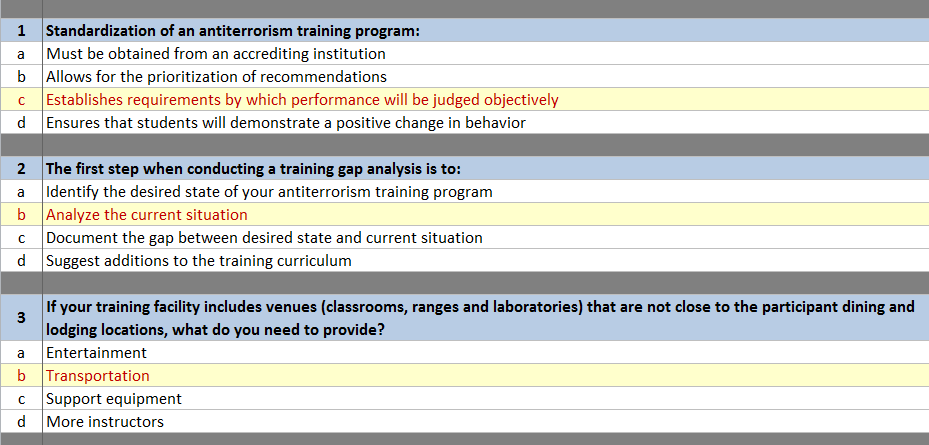 1 Standardization of an antiterrorism training program:
a Must be obtained from an accrediting institution
b Allows for the prioritization of recommendations
c Establishes requirements by which performance will be judged objectively
d Ensures that students will demonstrate a positive change in behavior
2 The first step when conducting a training gap analysis is to:
a Identify the desired state of your antiterrorism training program
b Analyze the current situation
c Document the gap between desired state and current situation
d Suggest additions to the training curriculum
3 If your training facility includes venues (classrooms, ranges and laboratories) that are not close to the participant dining and
lodging locations, what do you need to provide?
a Entertainment
b Transportation
c Support equipment
d More instructors